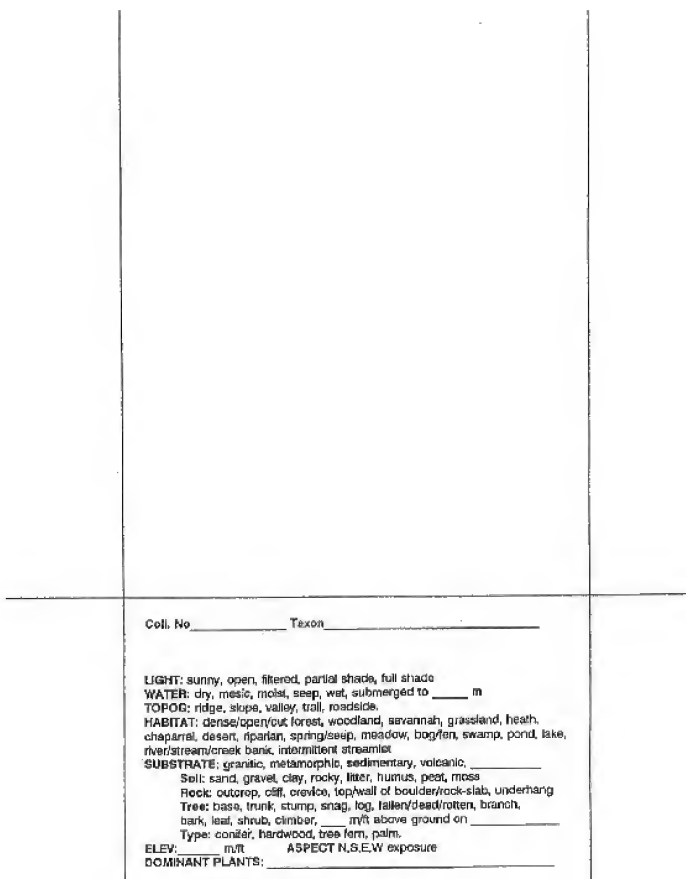 Coll. No____________ Taxon____________________________
LIGHT: sunny, open, filtered, partial shade, full shade
WATER: dry, mesic, moist, seep, wet, submerged to _____ m
TOPOG: ridge, slope, valley, trail, roadside.
HABITAT: dense/open/cut forest, woodland, savannah, grassland, heath,
chaparral, desert, riparian, spring/seep, meadow, bog/fen, swamp, pond, lake,
river/stream/creek bank, intermittent streamlet
SUBSTRATE: granitic, metamorphic, sedimentary, volcanic, __________
Soil: sand, gravel, clay, rocky, litter, humus, peat, moss
Rock: outcrop, cliff, crevice, top/wall of boulder/rock-slab, underhang
Tree: base, trunk, stump, snag, log, fallen/dead/rotten, branch,
bark, leaf, shrub, climber, ____ m/ft above ground on ____________
Type: conifer, hardwood, tree fern, palm.
ELEV:______ m/ft ASPECT N,S,E,W exposure
DOMINANT PLANTS: ______________________________________